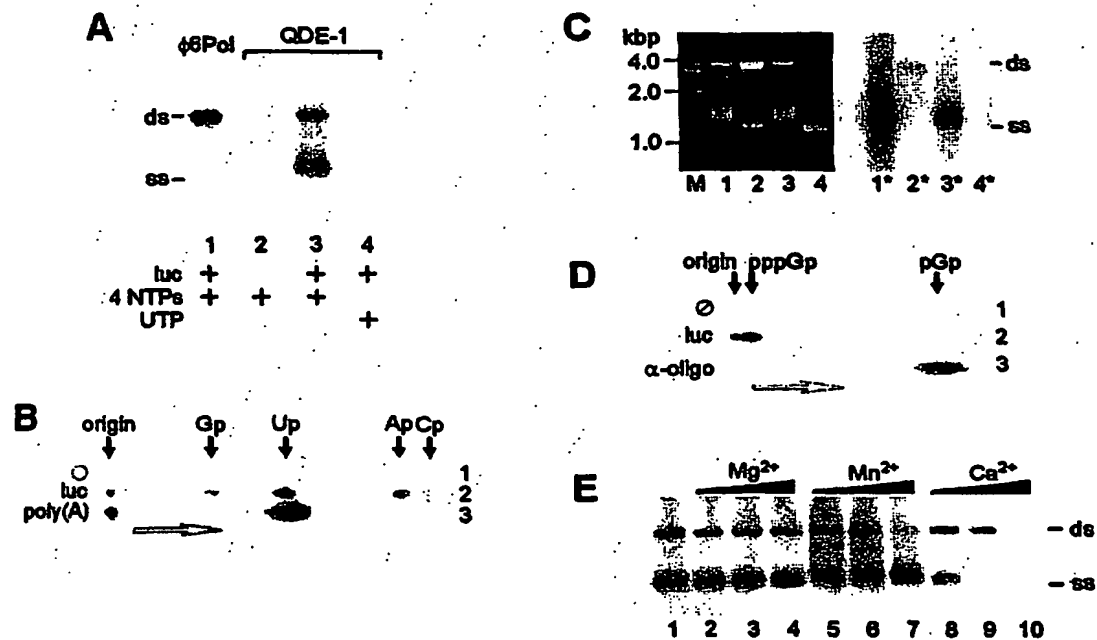 A
ϕ6Pol QDE-1
ds
ss
1 2 3 4
luc + + +
4 NTPs + + +
UTP +
B
origin Gp Up Ap Cp
∅ 1
luc 2
poly(A) 3
C
kbp
4.0
2.0
1.0
ds
ss
M 1 2 3 4 1* 2* 3* 4*
D
origin pppGp pGp
∅ 1
luc 2
α-oligo 3
E
Mg2+ Mn2+ Ca2+
ds
ss
1 2 3 4 5 6 7 8 9 10